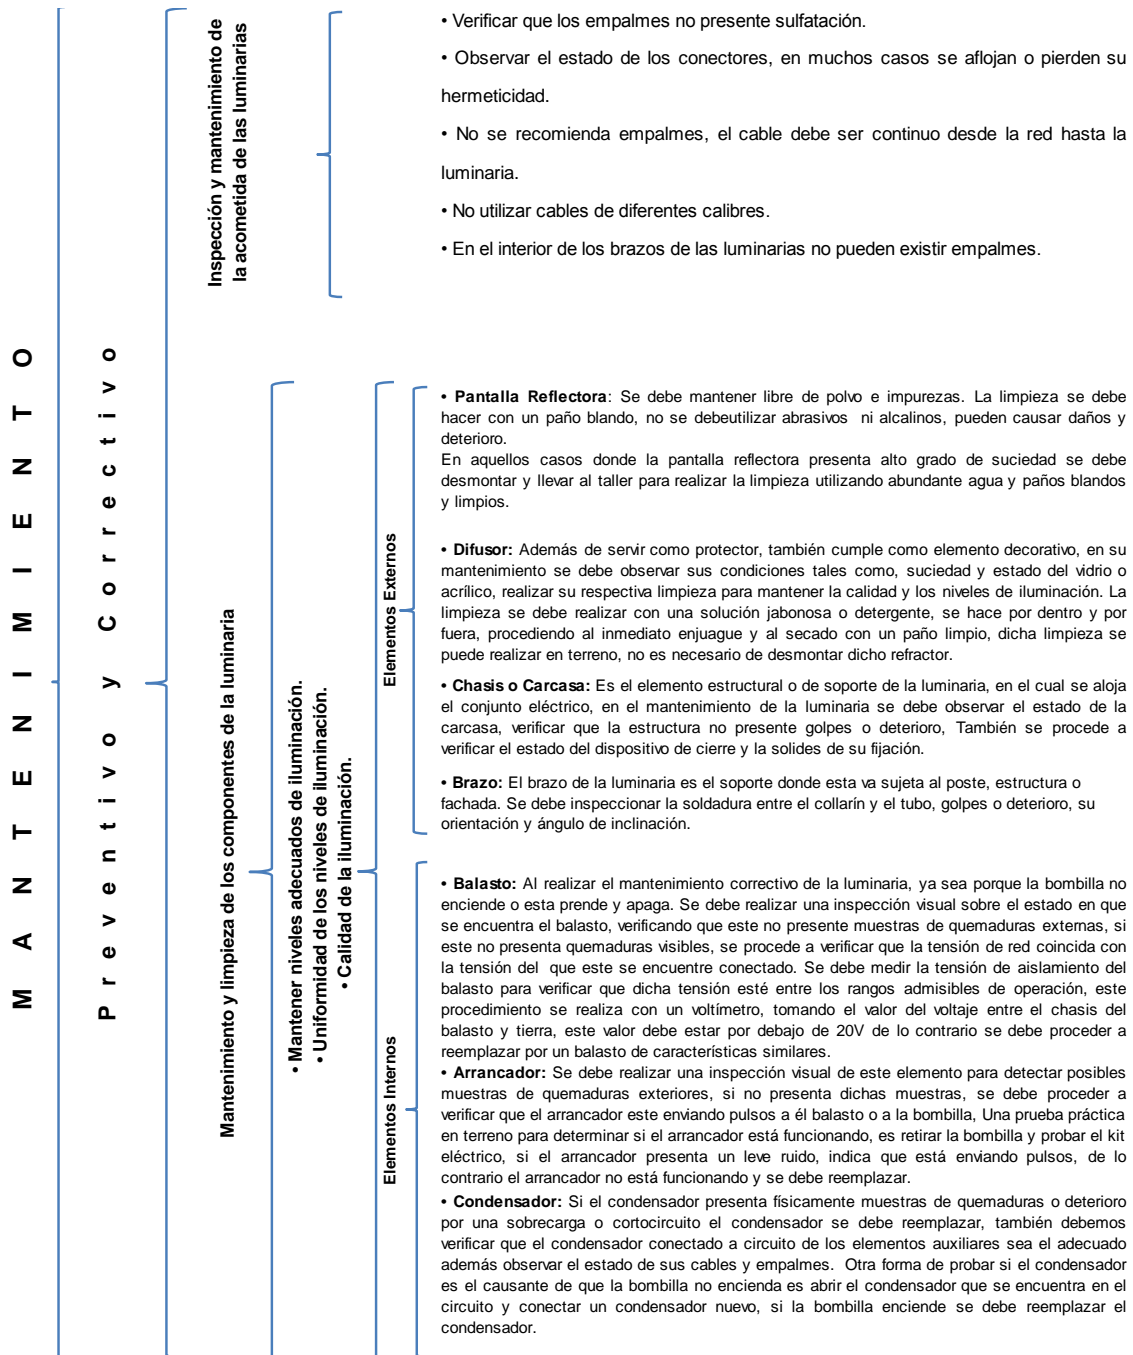 MANTENIMIENTO
Preventivo y Correctivo
Inspección y mantenimiento de
la acometida de las luminarias
• Verificar que los empalmes no presente sulfatación.
• Observar el estado de los conectores, en muchos casos se aflojan o pierden su
hermeticidad.
• No se recomienda empalmes, el cable debe ser continuo desde la red hasta la
luminaria.
• No utilizar cables de diferentes calibres.
• En el interior de los brazos de las luminarias no pueden existir empalmes.
Mantenimiento y limpieza de los componentes de la luminaria
• Mantener niveles adecuados de iluminación.
• Uniformidad de los niveles de iluminación.
• Calidad de la iluminación.
Elementos Externos
• Pantalla Reflectora: Se debe mantener libre de polvo e impurezas. La limpieza se debe
hacer con un paño blando, no se debeutilizar abrasivos ni alcalinos, pueden causar daños y
deterioro.
En aquellos casos donde la pantalla reflectora presenta alto grado de suciedad se debe
desmontar y llevar al taller para realizar la limpieza utilizando abundante agua y paños blandos
y limpios.
• Difusor: Además de servir como protector, también cumple como elemento decorativo, en su
mantenimiento se debe observar sus condiciones tales como, suciedad y estado del vidrio o
acrílico, realizar su respectiva limpieza para mantener la calidad y los niveles de iluminación. La
limpieza se debe realizar con una solución jabonosa o detergente, se hace por dentro y por
fuera, procediendo al inmediato enjuague y al secado con un paño limpio, dicha limpieza se
puede realizar en terreno, no es necesario de desmontar dicho refractor.
• Chasis o Carcasa: Es el elemento estructural o de soporte de la luminaria, en el cual se aloja
el conjunto eléctrico, en el mantenimiento de la luminaria se debe observar el estado de la
carcasa, verificar que la estructura no presente golpes o deterioro, También se procede a
verificar el estado del dispositivo de cierre y la solides de su fijación.
• Brazo: El brazo de la luminaria es el soporte donde esta va sujeta al poste, estructura o
fachada. Se debe inspeccionar la soldadura entre el collarín y el tubo, golpes o deterioro, su
orientación y ángulo de inclinación.
Elementos Internos
• Balasto: Al realizar el mantenimiento correctivo de la luminaria, ya sea porque la bombilla no
enciende o esta prende y apaga. Se debe realizar una inspección visual sobre el estado en que
se encuentra el balasto, verificando que este no presente muestras de quemaduras externas, si
este no presenta quemaduras visibles, se procede a verificar que la tensión de red coincida con
la tensión del que este se encuentre conectado. Se debe medir la tensión de aislamiento del
balasto para verificar que dicha tensión esté entre los rangos admisibles de operación, este
procedimiento se realiza con un voltímetro, tomando el valor del voltaje entre el chasis del
balasto y tierra, este valor debe estar por debajo de 20V de lo contrario se debe proceder a
reemplazar por un balasto de características similares.
• Arrancador: Se debe realizar una inspección visual de este elemento para detectar posibles
muestras de quemaduras exteriores, si no presenta dichas muestras, se debe proceder a
verificar que el arrancador este enviando pulsos a él balasto o a la bombilla, Una prueba práctica
en terreno para determinar si el arrancador está funcionando, es retirar la bombilla y probar el kit
eléctrico, si el arrancador presenta un leve ruido, indica que está enviando pulsos, de lo
contrario el arrancador no está funcionando y se debe reemplazar.
• Condensador: Si el condensador presenta físicamente muestras de quemaduras o deterioro
por una sobrecarga o cortocircuito el condensador se debe reemplazar, también debemos
verificar que el condensador conectado a circuito de los elementos auxiliares sea el adecuado
además observar el estado de sus cables y empalmes. Otra forma de probar si el condensador
es el causante de que la bombilla no encienda es abrir el condensador que se encuentra en el
circuito y conectar un condensador nuevo, si la bombilla enciende se debe reemplazar el
condensador.